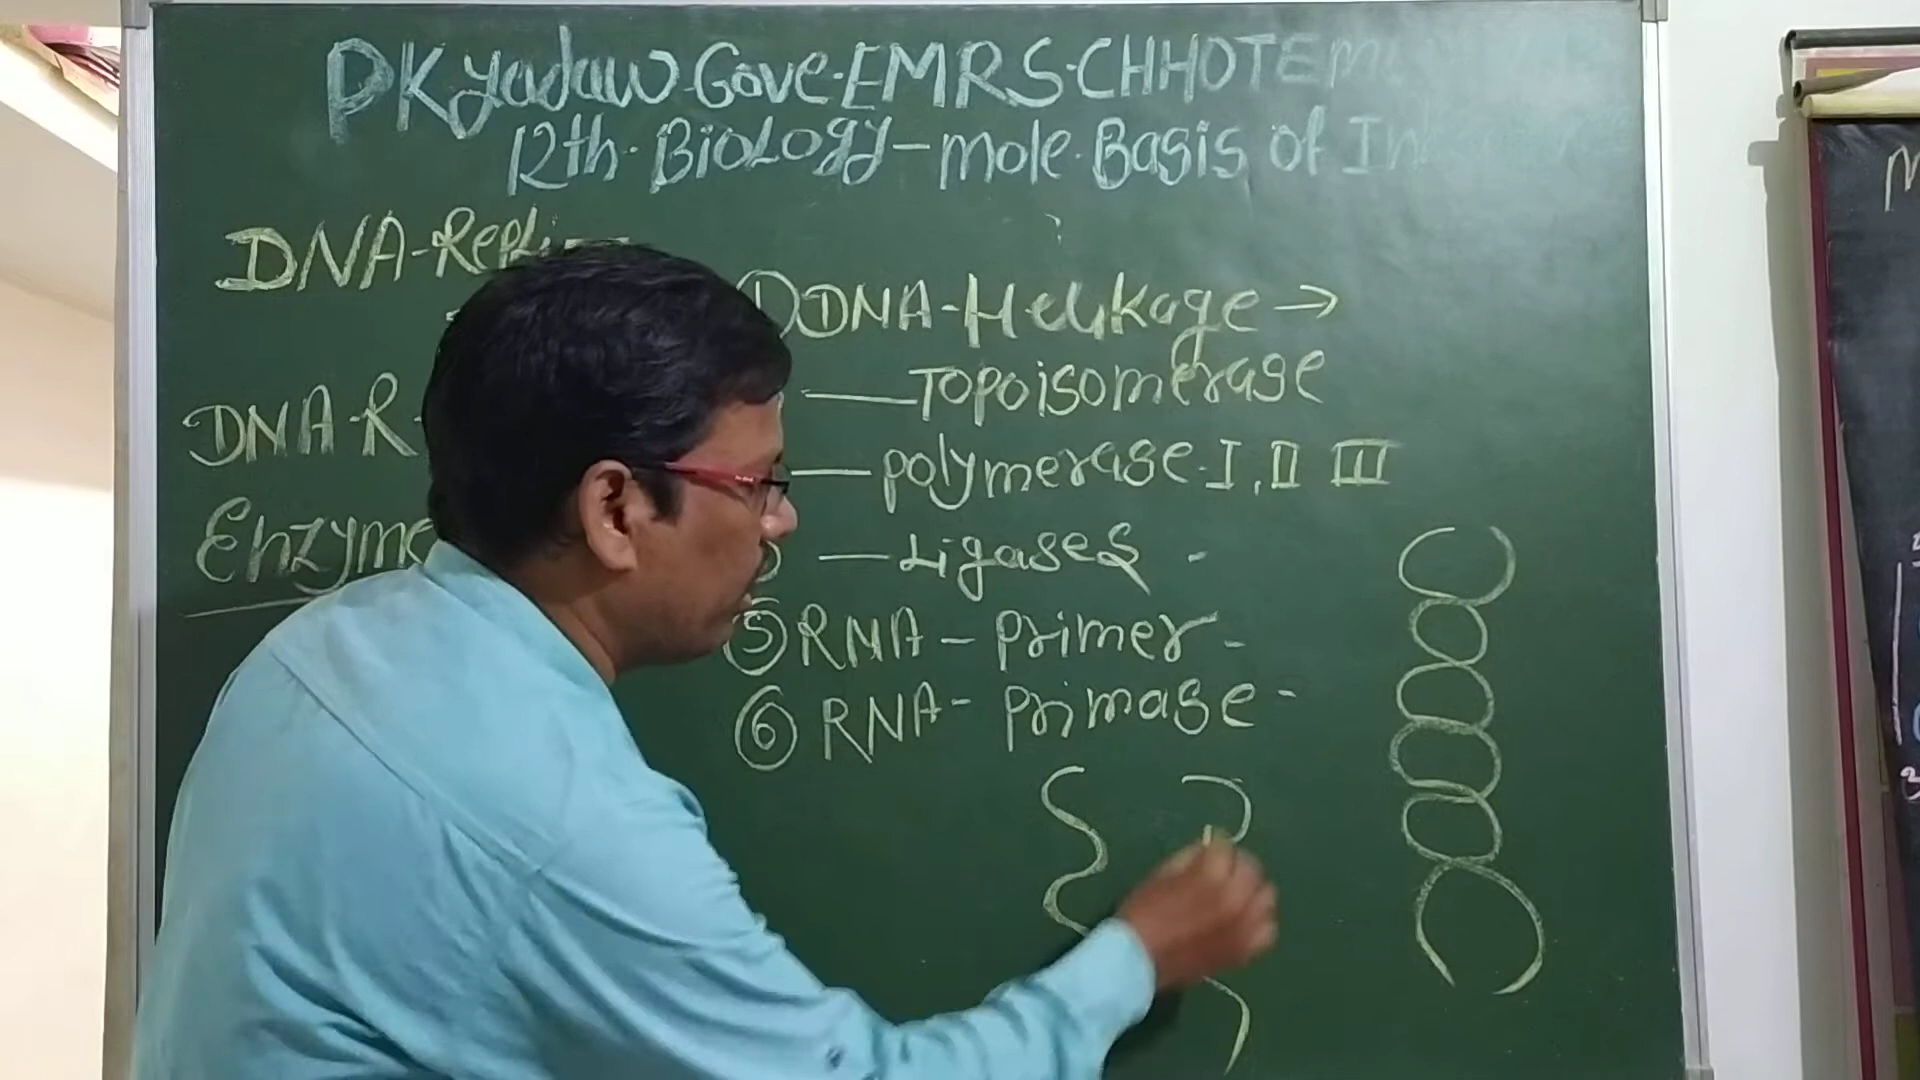 PKyadaw-Gove-EMRS-CHHOTEM
12th-BioLogy-mole-Basis of In
DNA-Repli
① DNA-Helikage →
— Topoisomerase
DNA-R-
— polymerase-I, II III
Enzyme
— Ligases -
⑤ RNA - primer -
⑥ RNA - primase -